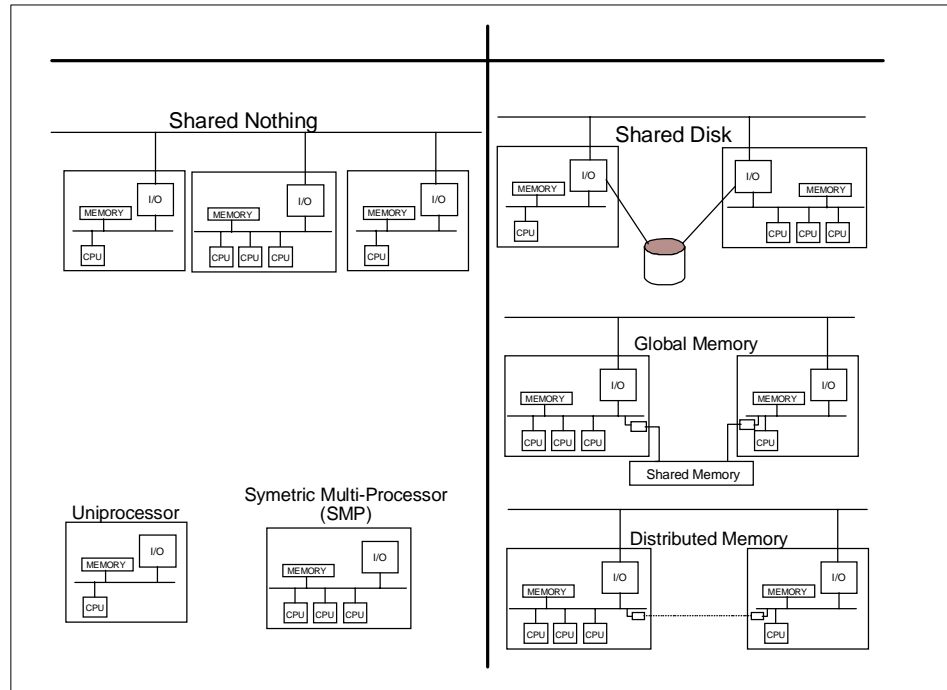 Shared Nothing
I/O
MEMORY
CPU
I/O
MEMORY
CPU CPU CPU
I/O
MEMORY
CPU
Uniprocessor
I/O
MEMORY
CPU
Symetric Multi-Processor
(SMP)
I/O
MEMORY
CPU CPU CPU
Shared Disk
I/O
MEMORY
CPU
I/O
MEMORY
CPU CPU CPU
Global Memory
I/O
MEMORY
CPU CPU CPU
I/O
MEMORY
CPU
Shared Memory
Distributed Memory
I/O
MEMORY
CPU CPU CPU
I/O
MEMORY
CPU